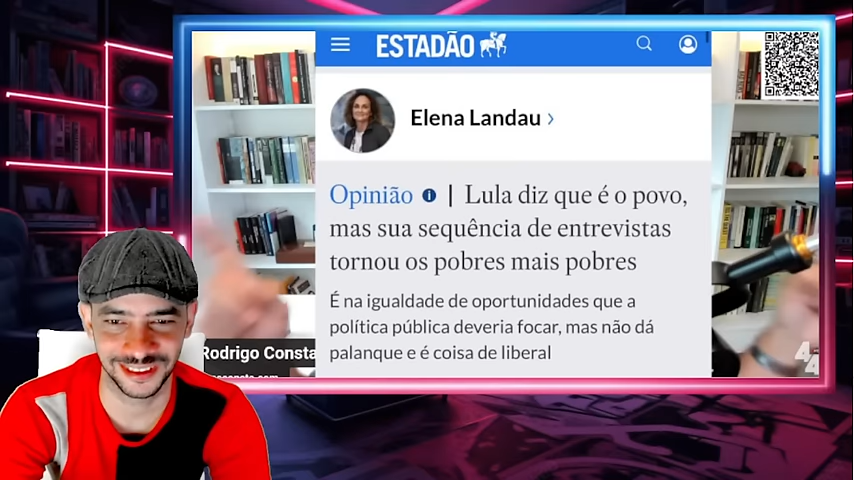 ESTADÃO
Elena Landau
Opinião | Lula diz que é o povo,
mas sua sequência de entrevistas
tornou os pobres mais pobres
É na igualdade de oportunidades que a
política pública deveria focar, mas não dá
palanque e é coisa de liberal
Rodrigo Consta